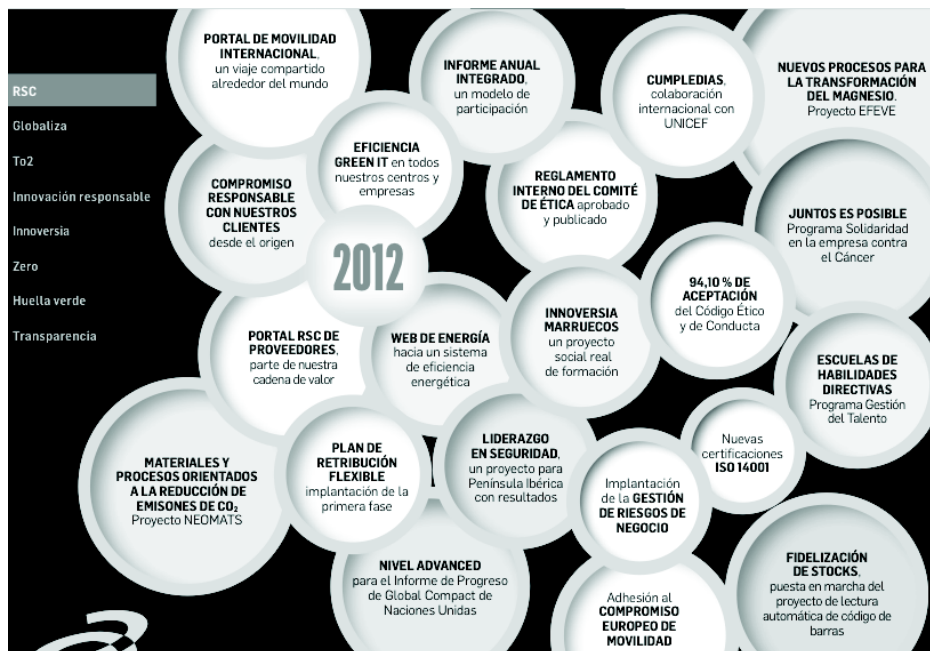 RSC
Globaliza
To2
Innovación responsable
Innoversia
Zero
Huella verde
Transparencia
PORTAL DE MOVILIDAD
INTERNACIONAL,
un viaje compartido
alrededor del mundo
INFORME ANUAL
INTEGRADO,
un modelo de
participación
CUMPLEDIAS,
colaboración
internacional con
UNICEF
NUEVOS PROCESOS PARA
LA TRANSFORMACIÓN
DEL MAGNESIO.
Proyecto EFEVE
EFICIENCIA
GREEN IT en todos
nuestros centros y
empresas
COMPROMISO
RESPONSABLE
CON NUESTROS
CLIENTES
desde el origen
REGLAMENTO
INTERNO DEL COMITÉ
DE ÉTICA aprobado
y publicado
JUNTOS ES POSIBLE
Programa Solidaridad
en la empresa contra
el Cáncer
2012
94,10 % DE
ACEPTACIÓN
del Código Ético
y de Conducta
PORTAL RSC DE
PROVEEDORES,
parte de nuestra
cadena de valor
WEB DE ENERGÍA
hacia un sistema
de eficiencia
energética
INNOVERSIA
MARRUECOS
un proyecto
social real
de formación
ESCUELAS DE
HABILIDADES
DIRECTIVAS
Programa Gestión
del Talento
MATERIALES Y
PROCESOS ORIENTADOS
A LA REDUCCIÓN DE
EMISONES DE CO₂
Proyecto NEOMATS
PLAN DE
RETRIBUCIÓN
FLEXIBLE
implantación de la
primera fase
LIDERAZGO
EN SEGURIDAD,
un proyecto para
Península Ibérica
con resultados
Nuevas
certificaciones
ISO 14001
Implantación
de la GESTIÓN
DE RIESGOS DE
NEGOCIO
NIVEL ADVANCED
para el Informe de Progreso
de Global Compact de
Naciones Unidas
Adhesión al
COMPROMISO
EUROPEO DE
MOVILIDAD
FIDELIZACIÓN
DE STOCKS,
puesta en marcha del
proyecto de lectura
automática de código de
barras